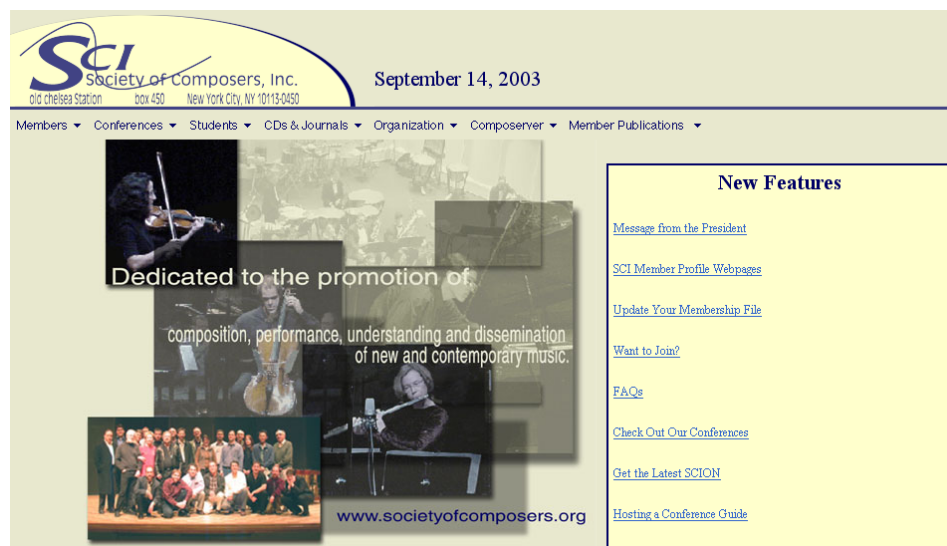 SCI
Society of Composers, Inc.
old chelsea Station box 450 New York City, NY 10113-0450
September 14, 2003
Members Conferences Students CDs & Journals Organization Composerver Member Publications
Dedicated to the promotion of
composition, performance, understanding and dissemination
of new and contemporary music.
www.societyofcomposers.org
New Features
Message from the President
SCI Member Profile Webpages
Update Your Membership File
Want to Join?
FAQs
Check Out Our Conferences
Get the Latest SCION
Hosting a Conference Guide